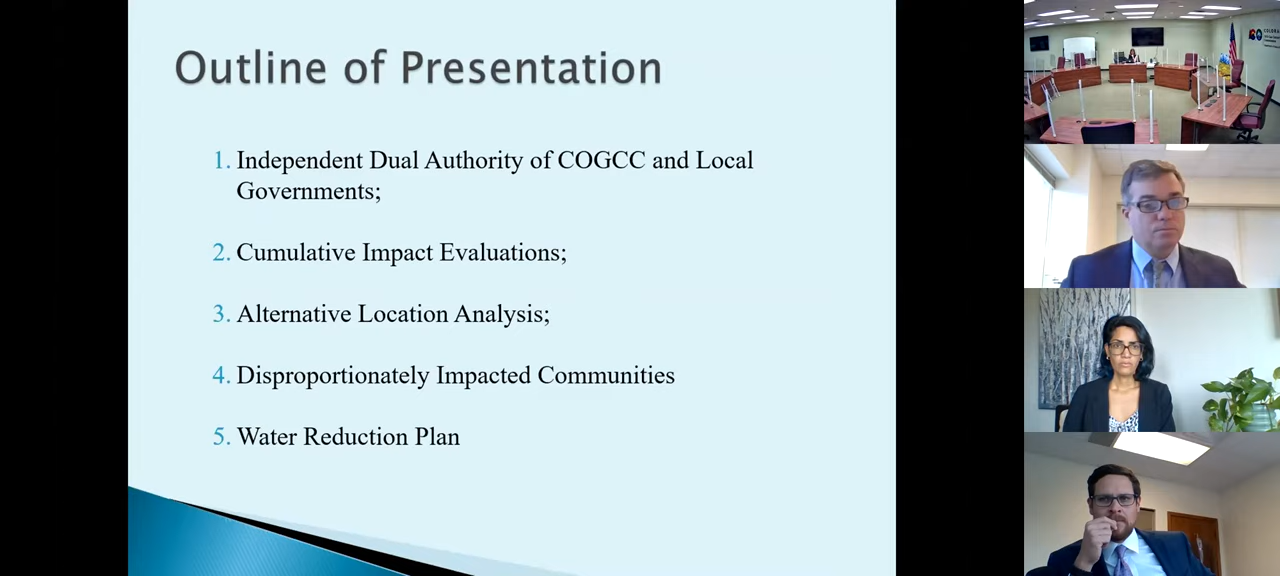 Outline of Presentation
1. Independent Dual Authority of COGCC and Local
Governments;
2. Cumulative Impact Evaluations;
3. Alternative Location Analysis;
4. Disproportionately Impacted Communities
5. Water Reduction Plan